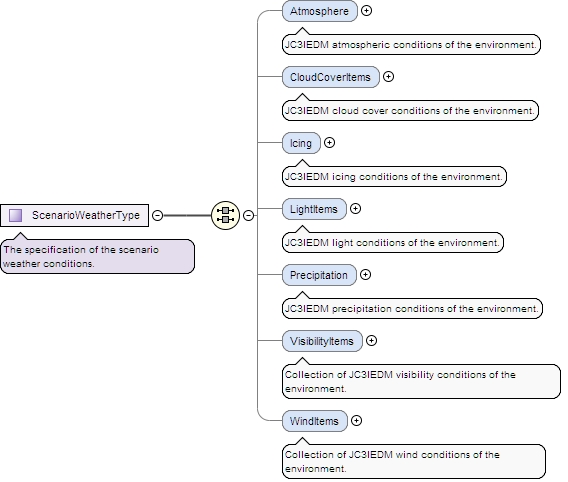 Atmosphere
JC3IEDM atmospheric conditions of the environment.
CloudCoverItems
JC3IEDM cloud cover conditions of the environment.
Icing
JC3IEDM icing conditions of the environment.
ScenarioWeatherType
The specification of the scenario
weather conditions.
LightItems
JC3IEDM light conditions of the environment.
Precipitation
JC3IEDM precipitation conditions of the environment.
VisibilityItems
Collection of JC3IEDM visibility conditions of the
environment.
WindItems
Collection of JC3IEDM wind conditions of the
environment.